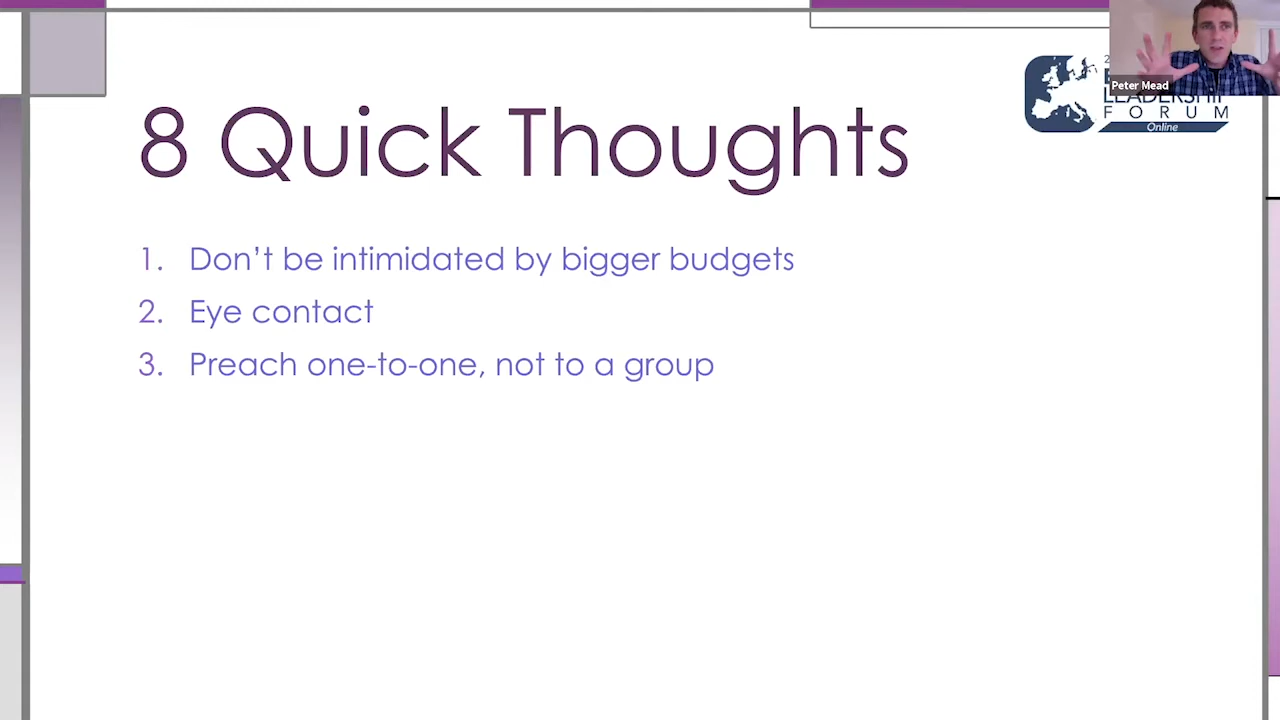 8 Quick Thoughts
1. Don't be intimidated by bigger budgets
2. Eye contact
3. Preach one-to-one, not to a group
Peter Mead
LEADERSHIP
FORUM
Online